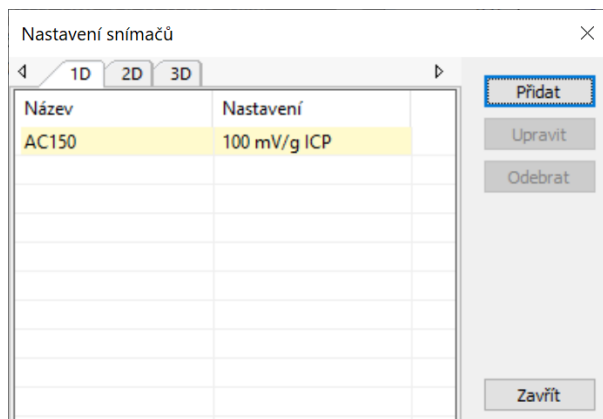 Nastavení snímačů
1D 2D 3D
Název Nastavení
AC150 100 mV/g ICP
Přidat
Upravit
Odebrat
Zavřít